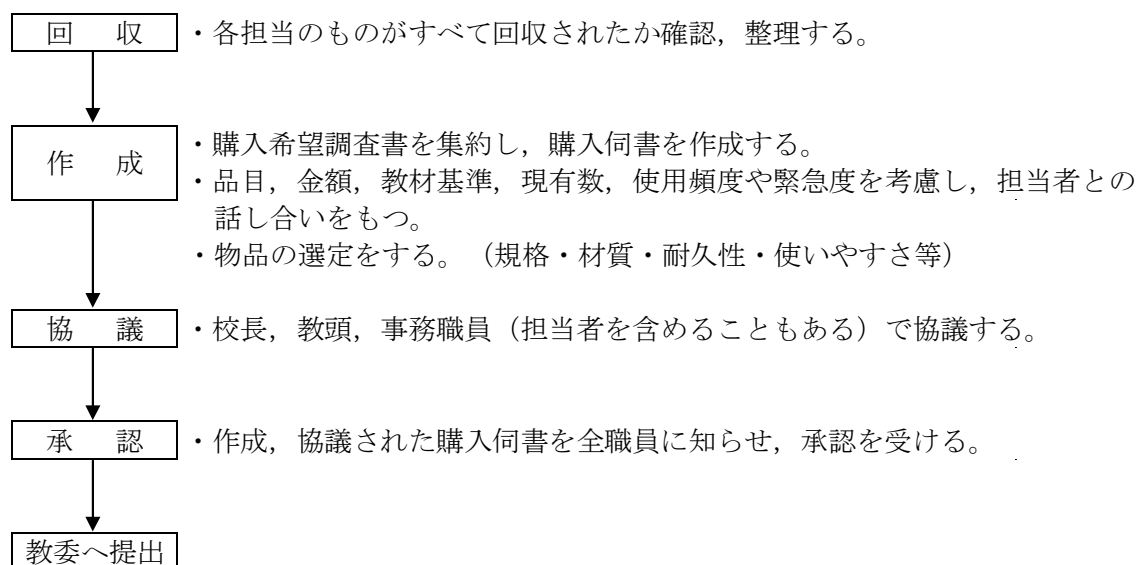 回　収　・各担当のものがすべて回収されたか確認，整理する。
作　成　・購入希望調査書を集約し，購入伺書を作成する。
・品目，金額，教材基準，現有数，使用頻度や緊急度を考慮し，担当者との
話し合いをもつ。
・物品の選定をする。（規格・材質・耐久性・使いやすさ等）
協　議　・校長，教頭，事務職員（担当者を含めることもある）で協議する。
承　認　・作成，協議された購入伺書を全職員に知らせ，承認を受ける。
教委へ提出